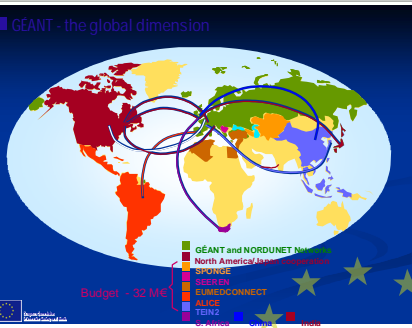 GÉANT - the global dimension
GÉANT and NORDUNET Networks
North America/Japan
SPONGE
SEEREN
EUMEDCONNECT
Budget - 32 M€
ALICE
TEIN2
S. Africa China India